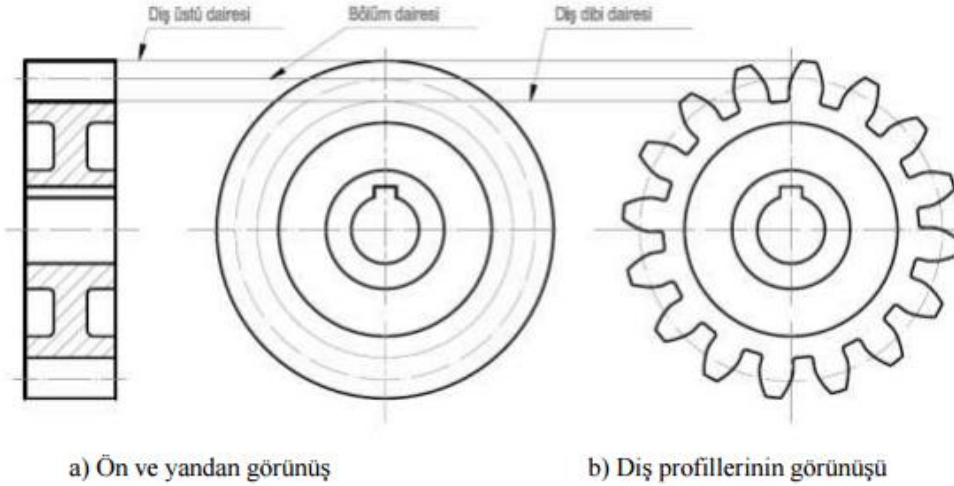 Diş üstü dairesi
Bölüm dairesi
Diş dibi dairesi
a) Ön ve yandan görünüş
b) Diş profillerinin görünüşü